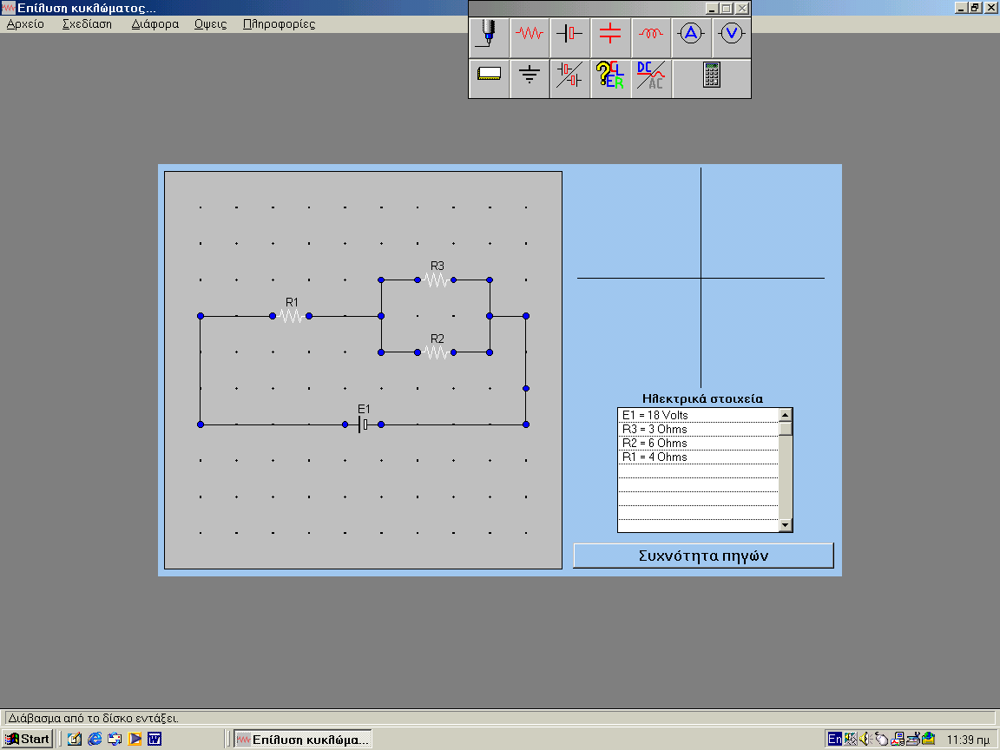 Επίλυση κυκλώματος...
Αρχείο Σχεδίαση Διάφορα Οψεις Πληροφορίες
A V
? C L E R DC AC
R3
R1
R2
E1
Ηλεκτρικά στοιχεία
E1 = 18 Volts
R3 = 3 Ohms
R2 = 6 Ohms
R1 = 4 Ohms
Συχνότητα πηγών
Διάβασμα από το δίσκο εντάξει.
Start W Επίλυση κυκλώμα... En 11:39 πμ